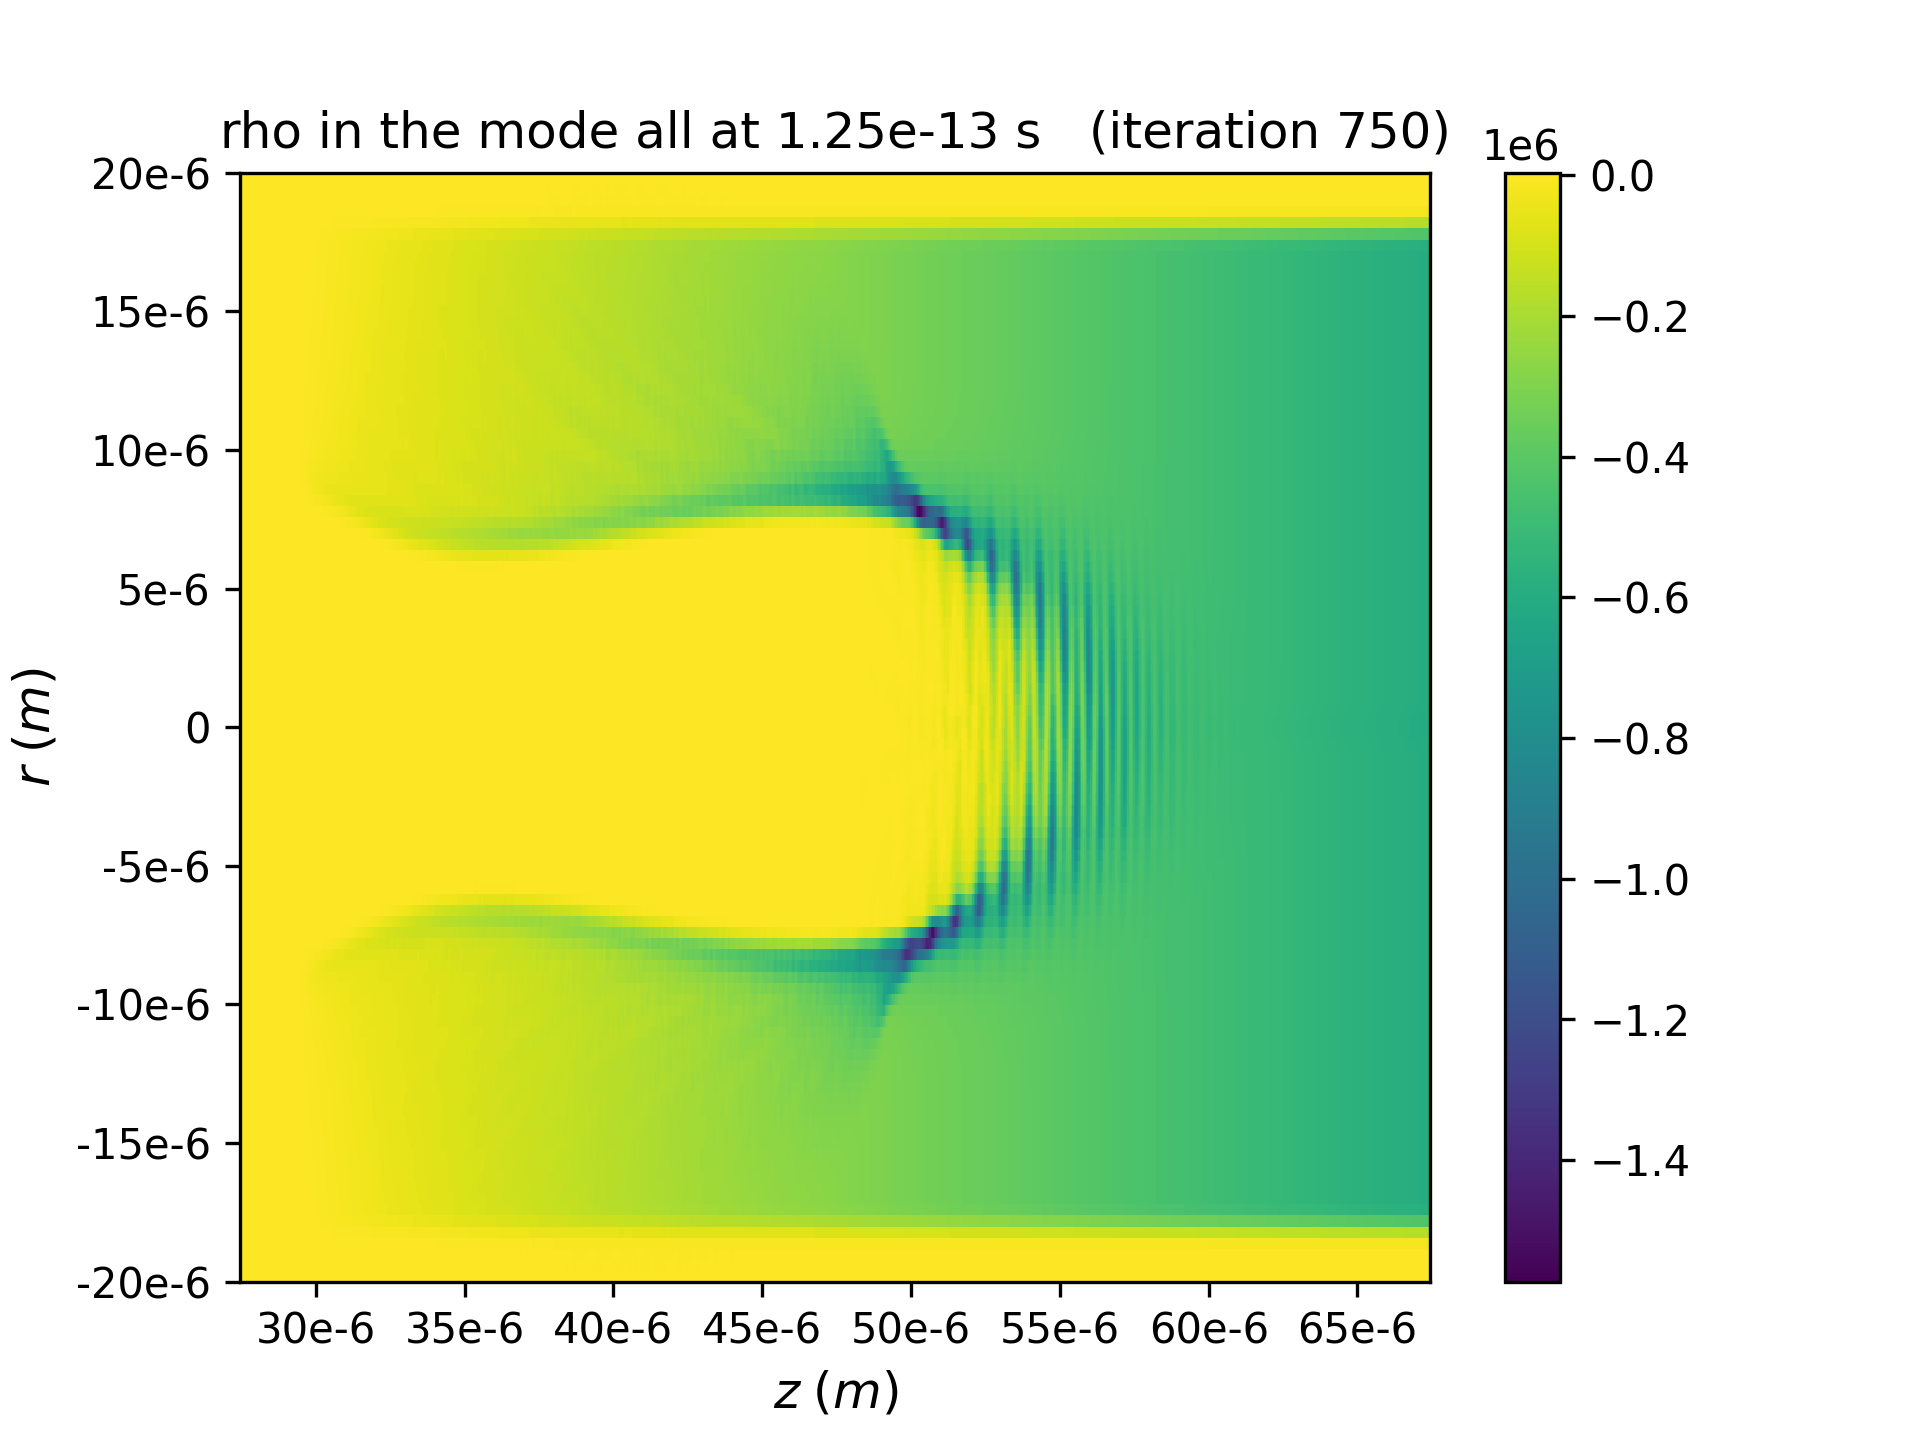 rho in the mode all at 1.25e-13 s   (iteration 750)
1e6
20e-6
15e-6
10e-6
5e-6
0
-5e-6
-10e-6
-15e-6
-20e-6
r (m)
30e-6 35e-6 40e-6 45e-6 50e-6 55e-6 60e-6 65e-6
z (m)
0.0
−0.2
−0.4
−0.6
−0.8
−1.0
−1.2
−1.4